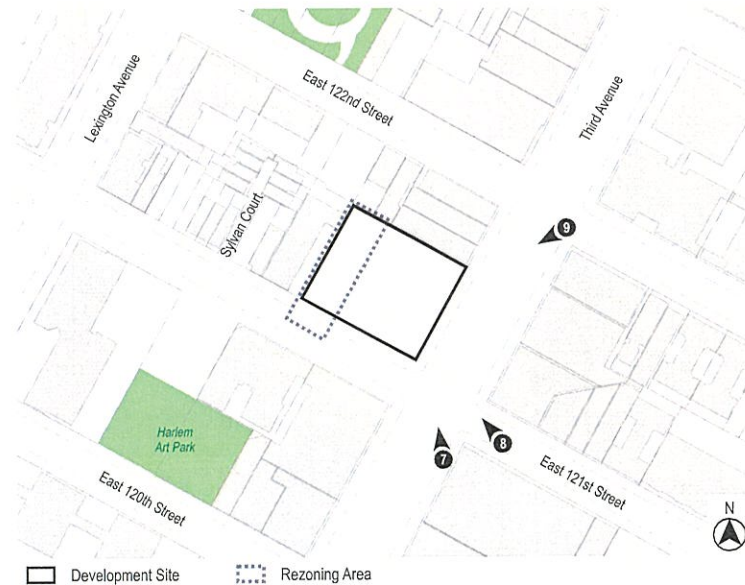 East 122nd Street
Lexington Avenue
Third Avenue
Sylvan Court
9
Harlem
Art Park
7
8
East 121st Street
East 120th Street
N
Development Site
Rezoning Area